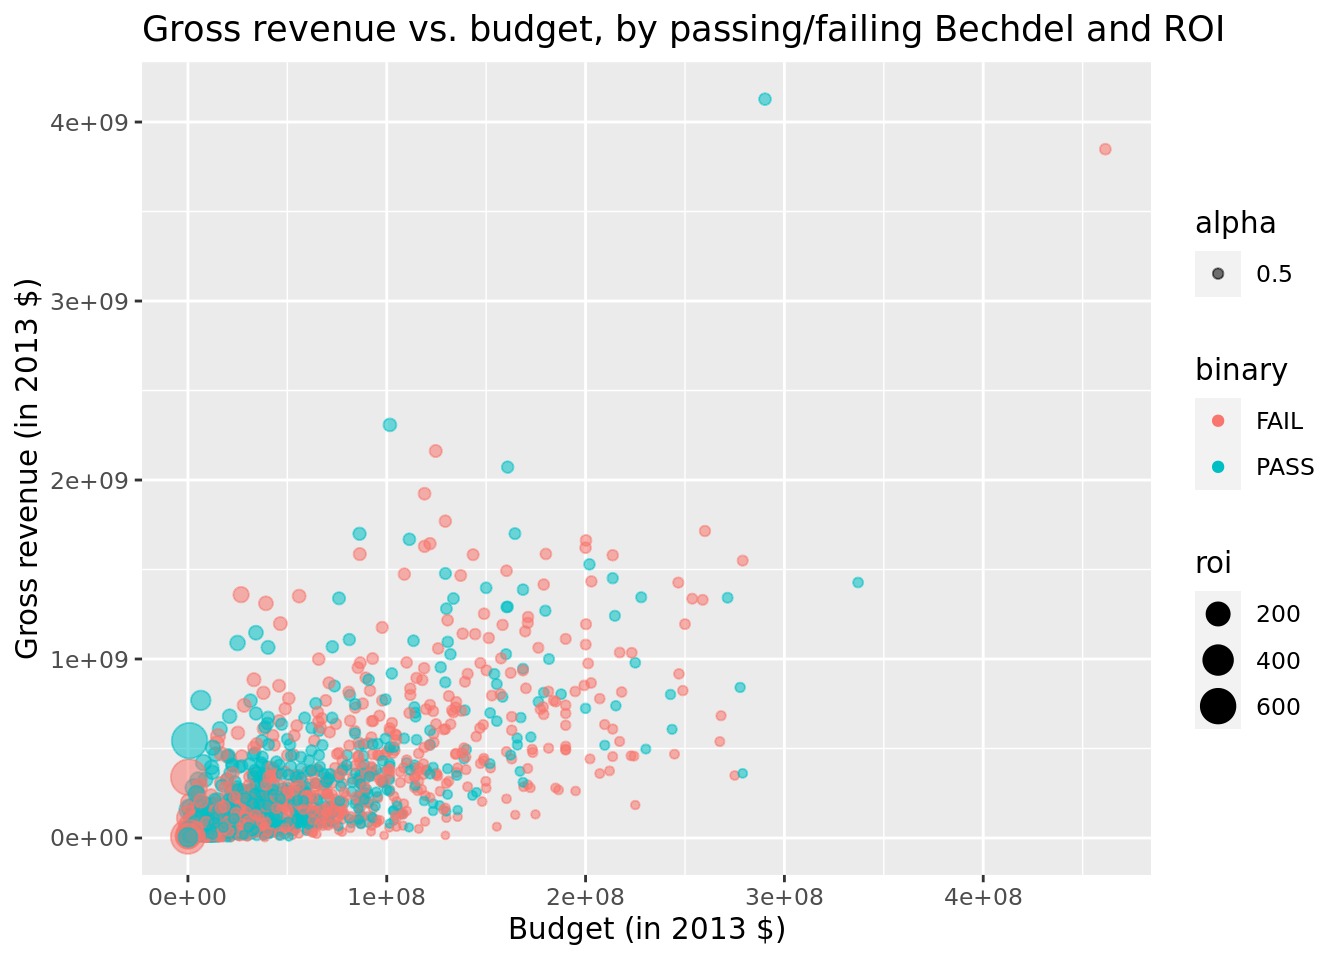 Gross revenue vs. budget, by passing/failing Bechdel and ROI
Gross revenue (in 2013 $)
4e+09
3e+09
2e+09
1e+09
0e+00
0e+00 1e+08 2e+08 3e+08 4e+08
Budget (in 2013 $)
alpha
0.5
binary
FAIL
PASS
roi
200
400
600